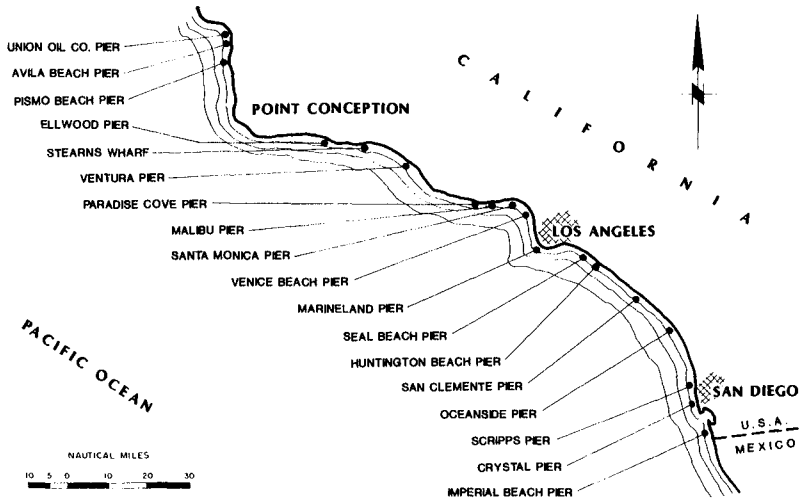 UNION OIL CO. PIER
AVILA BEACH PIER
PISMO BEACH PIER
POINT CONCEPTION
ELLWOOD PIER
STEARNS WHARF
VENTURA PIER
PARADISE COVE PIER
MALIBU PIER
SANTA MONICA PIER
VENICE BEACH PIER
MARINELAND PIER
SEAL BEACH PIER
HUNTINGTON BEACH PIER
SAN CLEMENTE PIER
OCEANSIDE PIER
SCRIPPS PIER
CRYSTAL PIER
IMPERIAL BEACH PIER
CALIFORNIA
N
LOS ANGELES
SAN DIEGO
U.S.A.
MEXICO
PACIFIC OCEAN
NAUTICAL MILES
10 5 0 10 20 30